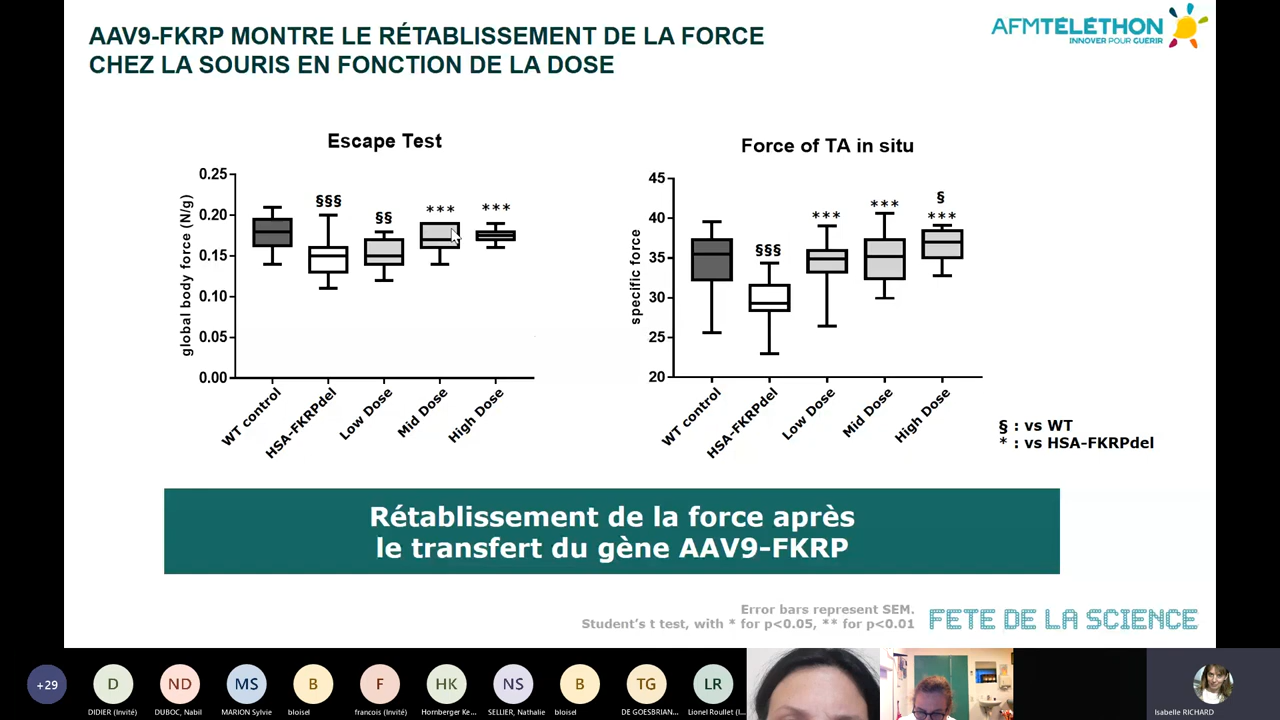 AAV9-FKRP MONTRE LE RÉTABLISSEMENT DE LA FORCE
CHEZ LA SOURIS EN FONCTION DE LA DOSE
AFMTÉLÉTHON
INNOVER POUR GUÉRIR
Escape Test
global body force (N/g)
0.25
0.20
0.15
0.10
0.05
0.00
§§§
§§
***
***
WT control
HSA-FKRPdel
Low Dose
Mid Dose
High Dose
Force of TA in situ
specific force
45
40
35
30
25
20
§§§
***
***
§
***
WT control
HSA-FKRPdel
Low Dose
Mid Dose
High Dose
§ : vs WT
* : vs HSA-FKRPdel
Rétablissement de la force après
le transfert du gène AAV9-FKRP
Error bars represent SEM.
Student's t test, with * for p<0.05, ** for p<0.01
FETE DE LA SCIENCE
+29
D
ND
MS
B
F
HK
NS
B
TG
LR
DIDIER (Invité)
DUBOC, Nabil
MARION Sylvie
bloisel
francois (Invité)
Hornberger Ke...
SELLIER, Nathalie
bloisel
DE GOESBRIAN...
Lionel Roullet (I...
Isabelle RICHARD